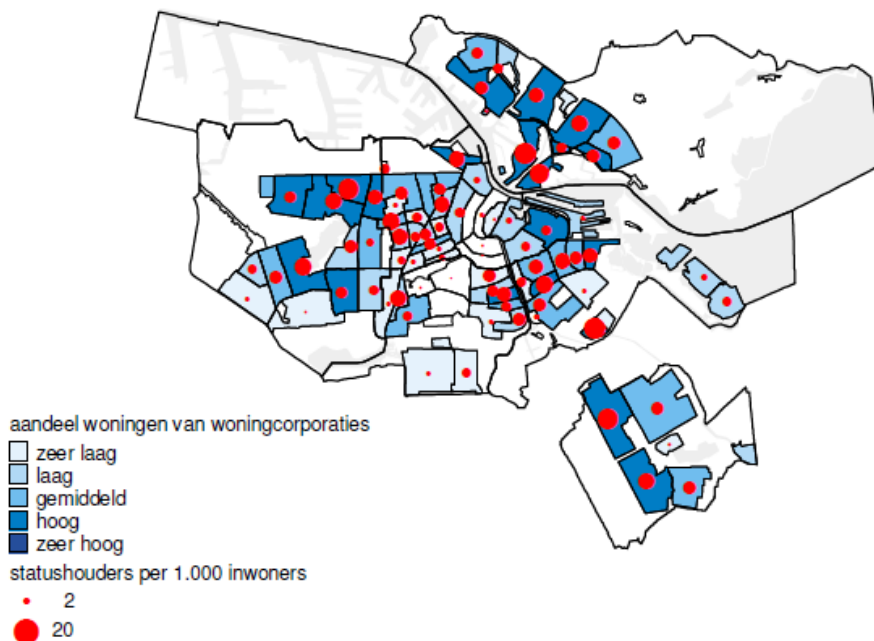 aandeel woningen van woningcorporaties
zeer laag
laag
gemiddeld
hoog
zeer hoog
statushouders per 1.000 inwoners
2
20